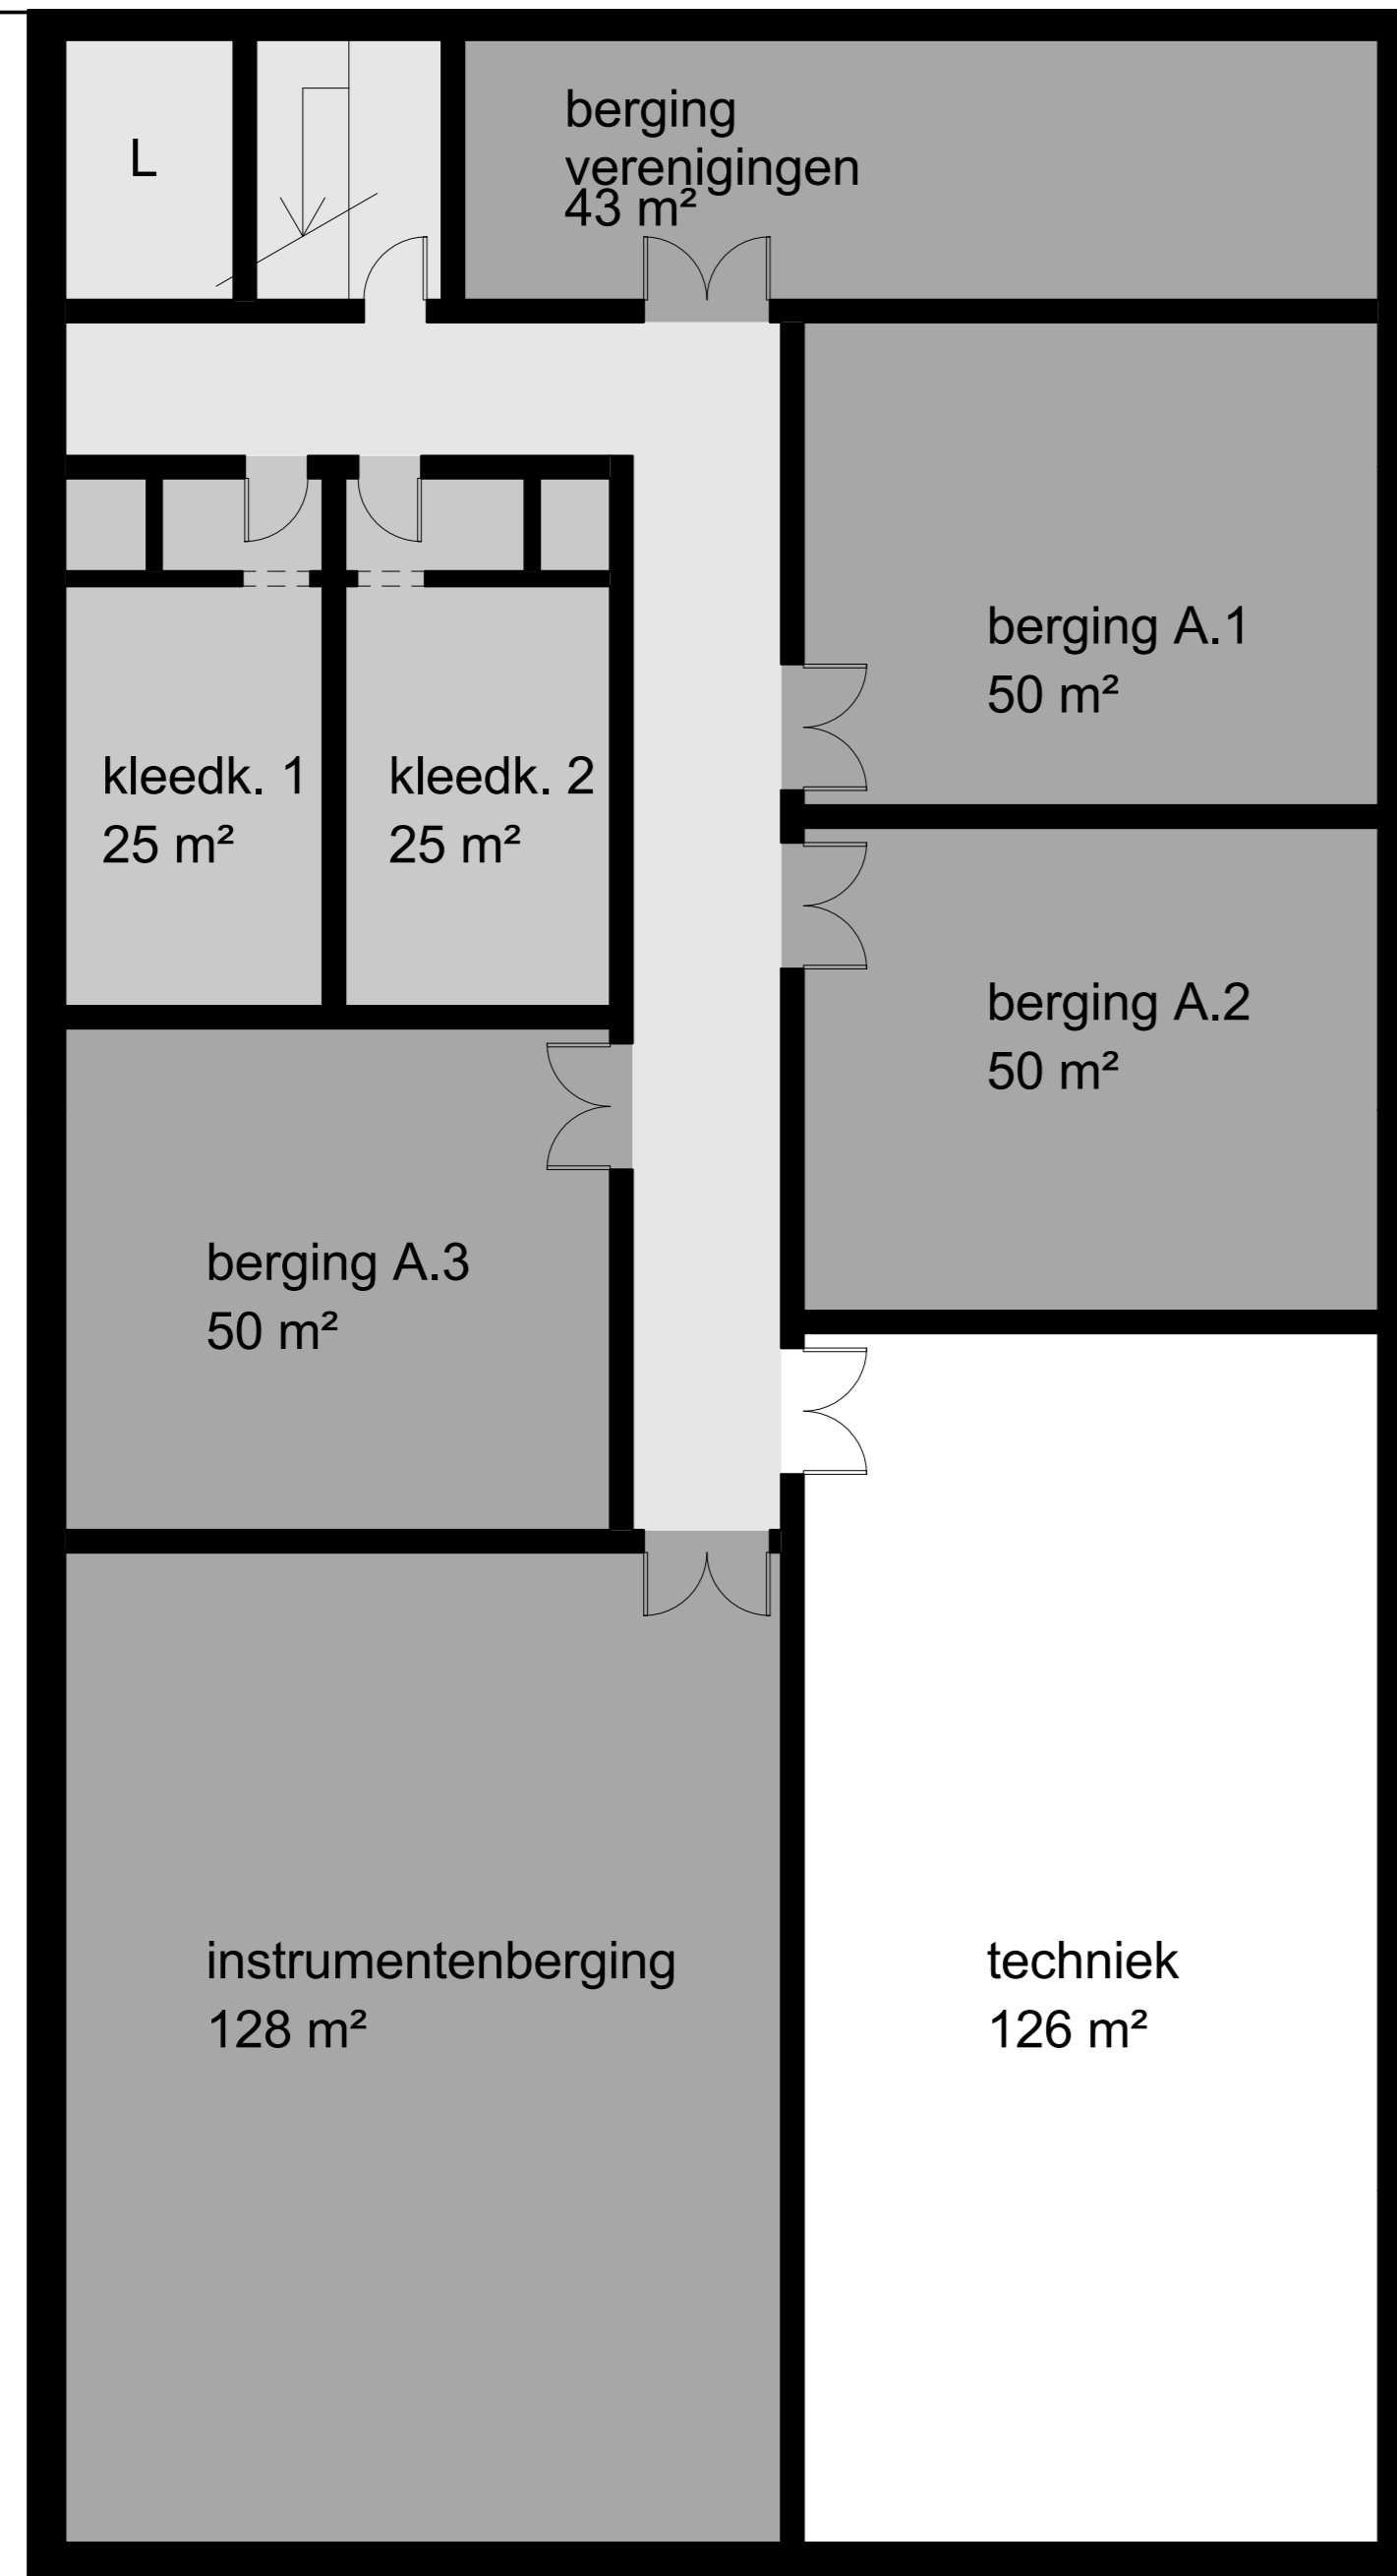 L
berging
verenigingen
43 m²
berging A.1
50 m²
kleedk. 1
25 m²
kleedk. 2
25 m²
berging A.2
50 m²
berging A.3
50 m²
instrumentenberging
128 m²
techniek
126 m²